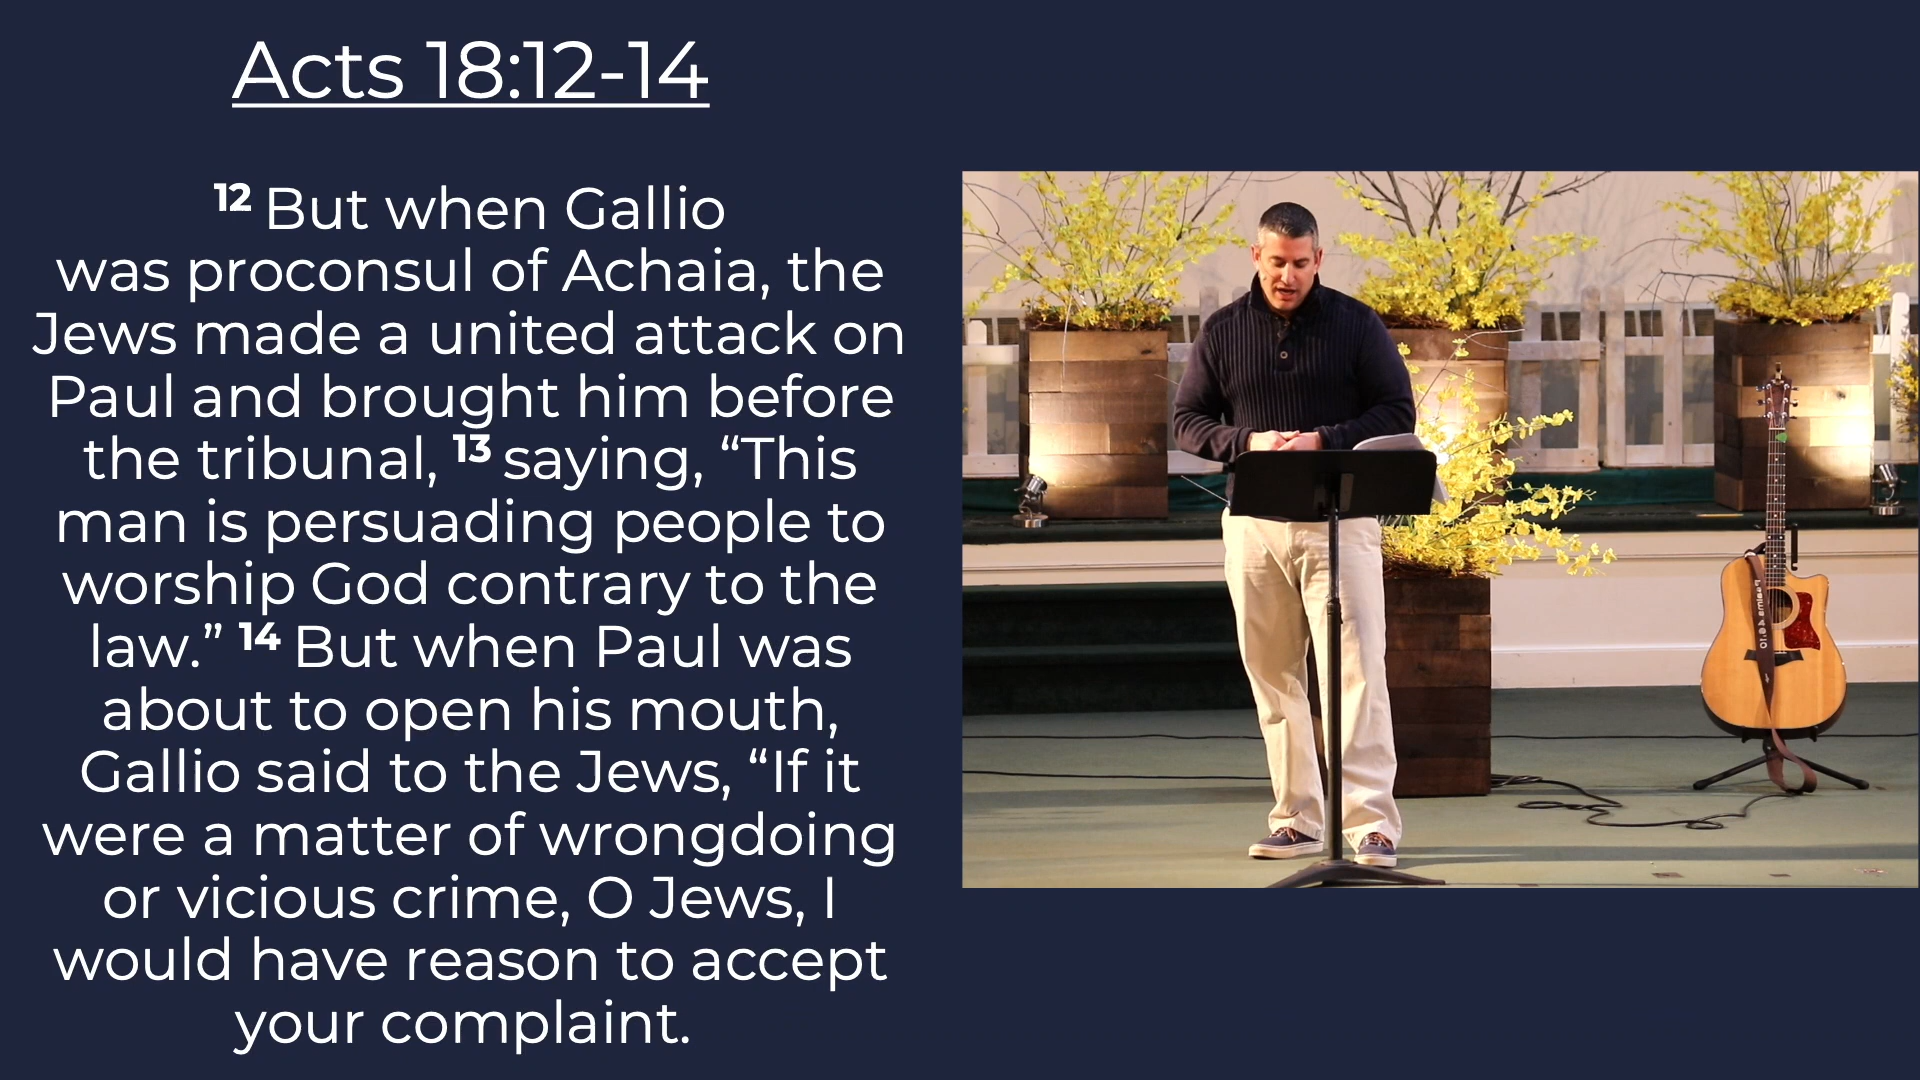 Acts 18:12-14
12 But when Gallio
was proconsul of Achaia, the
Jews made a united attack on
Paul and brought him before
the tribunal, 13 saying, “This
man is persuading people to
worship God contrary to the
law.” 14 But when Paul was
about to open his mouth,
Gallio said to the Jews, “If it
were a matter of wrongdoing
or vicious crime, O Jews, I
would have reason to accept
your complaint.